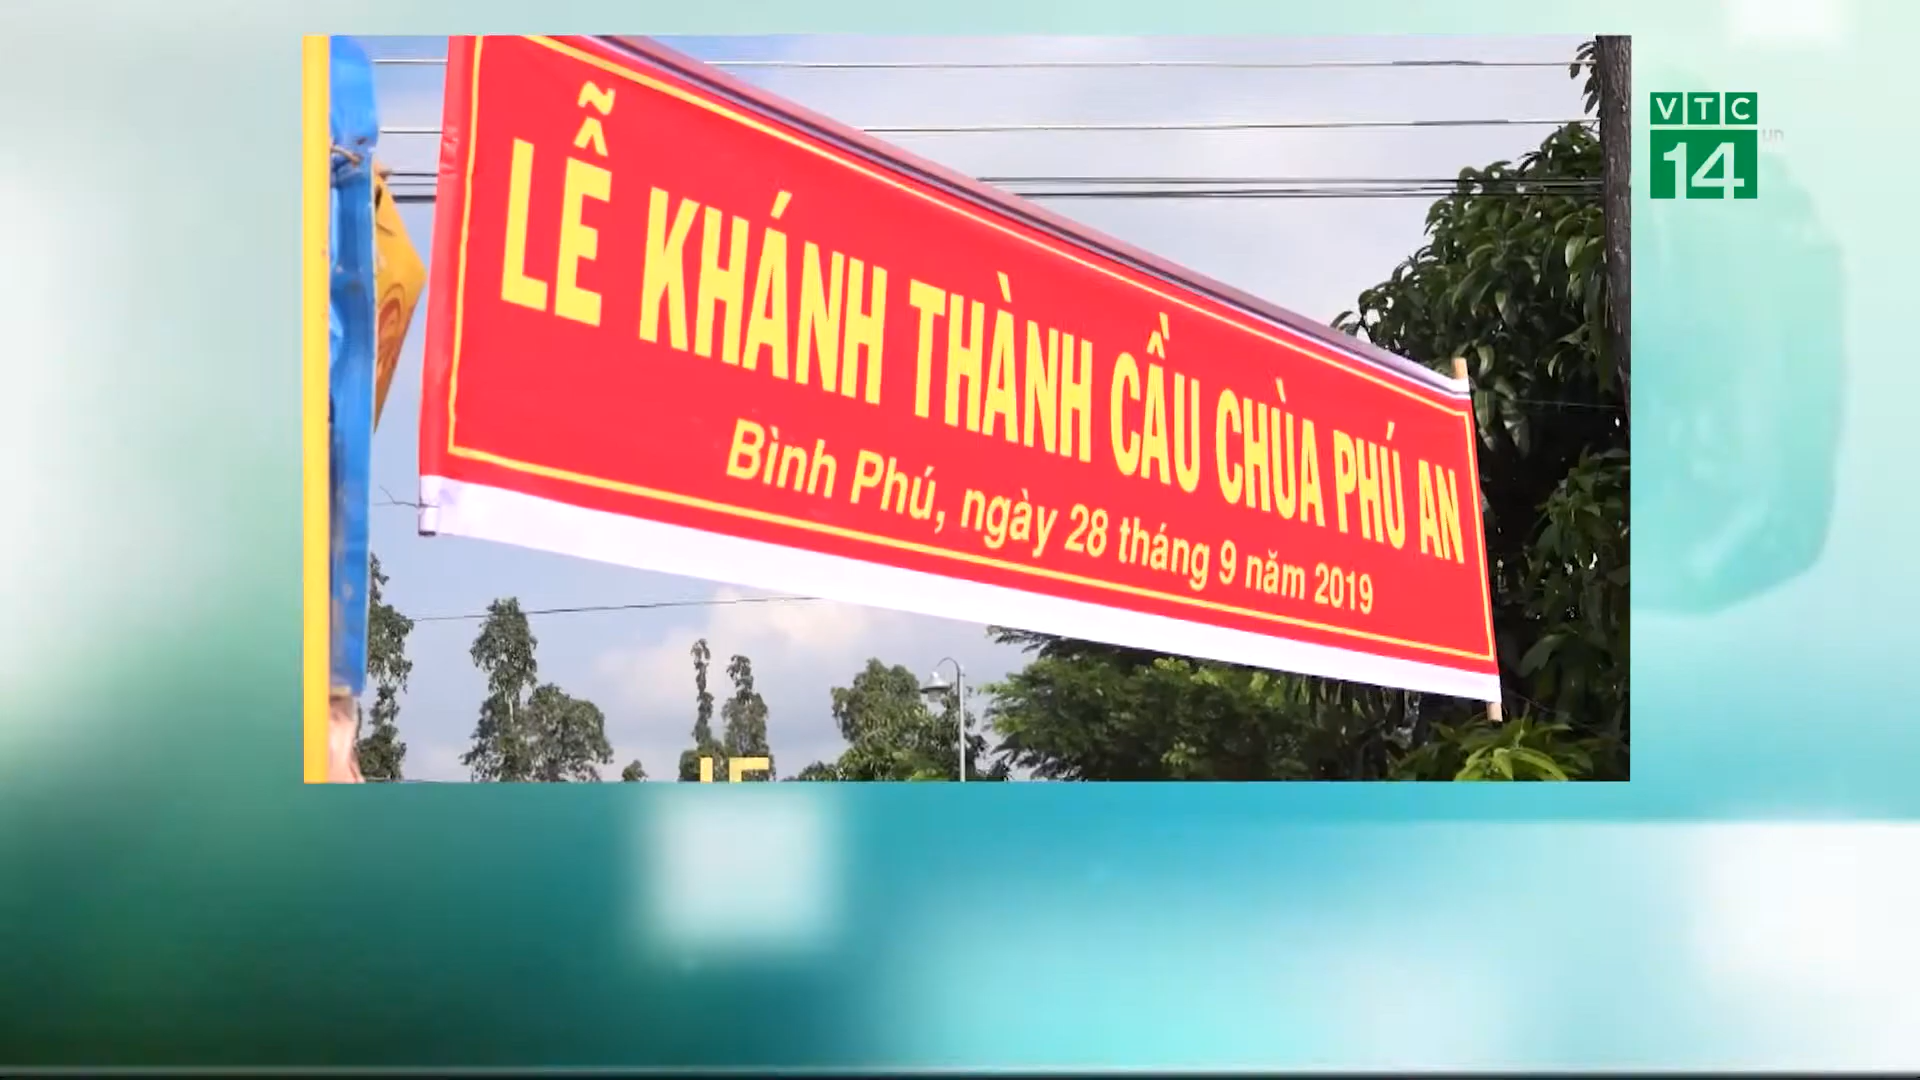 LỄ KHÁNH THÀNH CẦU CHÙA PHÚ AN
Bình Phú, ngày 28 tháng 9 năm 2019
VTC
14